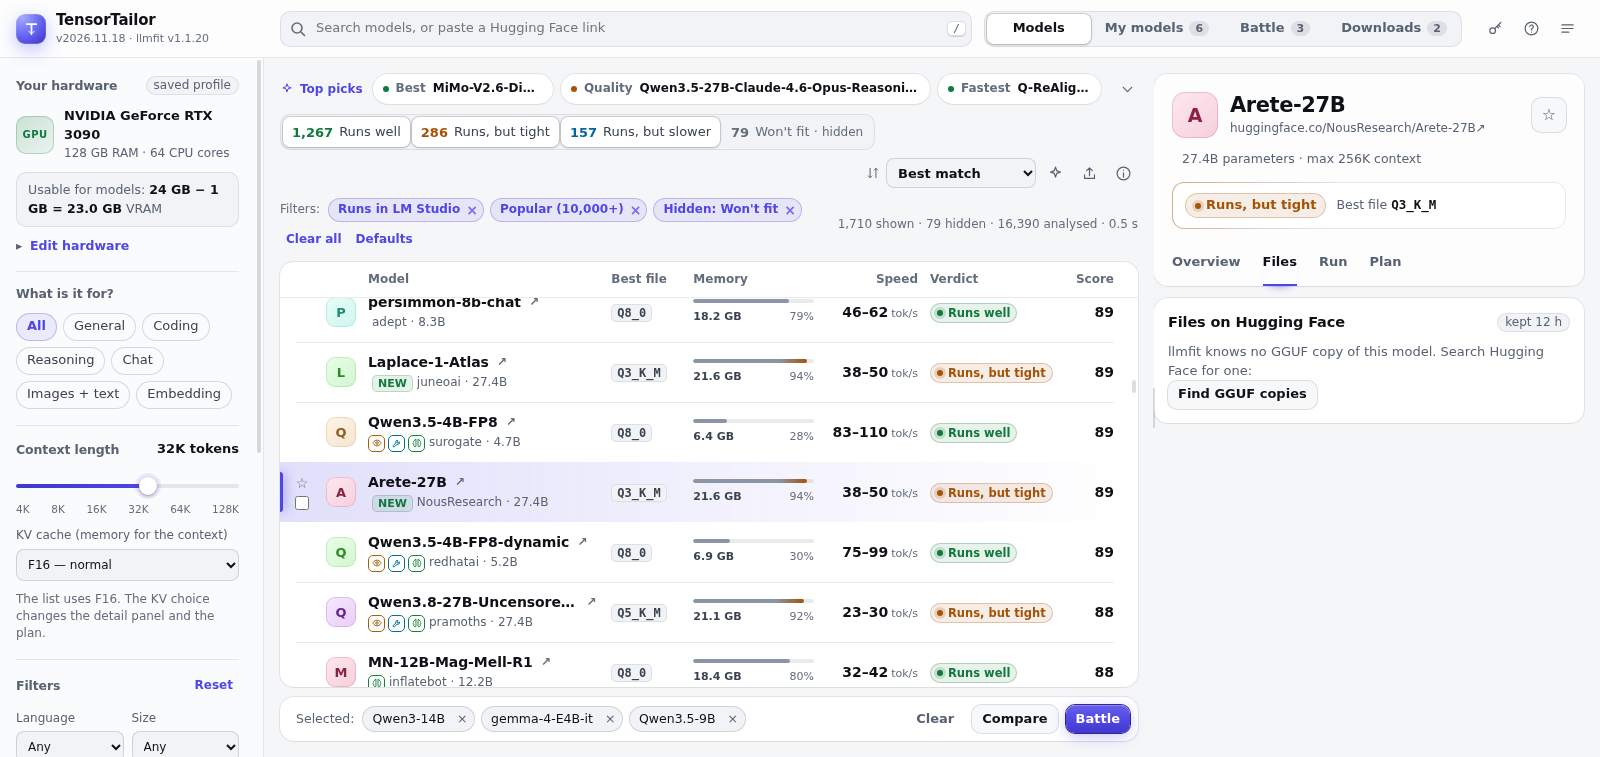 TensorTailor
v2026.11.18 · llmfit v1.1.20
Search models, or paste a Hugging Face link
/
Models
My models 6
Battle 3
Downloads 2
Your hardware
saved profile
GPU
NVIDIA GeForce RTX 3090
128 GB RAM · 64 CPU cores
Usable for models: 24 GB − 1
GB = 23.0 GB VRAM
▸ Edit hardware
What is it for?
All
General
Coding
Reasoning
Chat
Images + text
Embedding
Context length
32K tokens
4K 8K 16K 32K 64K 128K
KV cache (memory for the context)
F16 — normal
The list uses F16. The KV choice
changes the detail panel and the
plan.
Filters
Reset
Language
Size
Any
Any
Top picks
Best MiMo-V2.6-Di…
Quality Qwen3.5-27B-Claude-4.6-Opus-Reasoni…
Fastest Q-ReAlig…
1,267 Runs well
286 Runs, but tight
157 Runs, but slower
79 Won't fit · hidden
Best match
Filters:
Runs in LM Studio ×
Popular (10,000+) ×
Hidden: Won't fit ×
Clear all
Defaults
1,710 shown · 79 hidden · 16,390 analysed · 0.5 s
Model Best file Memory Speed Verdict Score
P persimmon-8b-chat ↗
adept · 8.3B
Q8_0
18.2 GB 79%
46–62 tok/s
Runs well
89
L Laplace-1-Atlas ↗
NEW juneoai · 27.4B
Q3_K_M
21.6 GB 94%
38–50 tok/s
Runs, but tight
89
Q Qwen3.5-4B-FP8 ↗
surogate · 4.7B
Q8_0
6.4 GB 28%
83–110 tok/s
Runs well
89
A Arete-27B ↗
NEW NousResearch · 27.4B
Q3_K_M
21.6 GB 94%
38–50 tok/s
Runs, but tight
89
Q Qwen3.5-4B-FP8-dynamic ↗
redhatai · 5.2B
Q8_0
6.9 GB 30%
75–99 tok/s
Runs well
89
Q Qwen3.8-27B-Uncensore… ↗
pramoths · 27.4B
Q5_K_M
21.1 GB 92%
23–30 tok/s
Runs, but tight
88
M MN-12B-Mag-Mell-R1 ↗
inflatebot · 12.2B
Q8_0
18.4 GB 80%
32–42 tok/s
Runs well
88
Selected:
Qwen3-14B ×
gemma-4-E4B-it ×
Qwen3.5-9B ×
Clear
Compare
Battle
A
Arete-27B
huggingface.co/NousResearch/Arete-27B↗
27.4B parameters · max 256K context
Runs, but tight
Best file Q3_K_M
Overview Files Run Plan
Files on Hugging Face
kept 12 h
llmfit knows no GGUF copy of this model. Search Hugging
Face for one:
Find GGUF copies